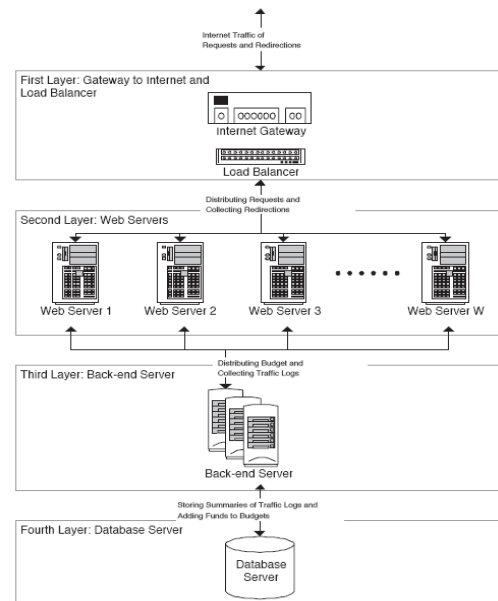 Internet Traffic of
Requests and Redirections
First Layer: Gateway to Internet and
Load Balancer
Internet Gateway
Load Balancer
Distributing Requests and
Collecting Redirections
Second Layer: Web Servers
Web Server 1
Web Server 2
Web Server 3
Web Server W
Distributing Budget and
Collecting Traffic Logs
Third Layer: Back-end Server
Back-end Server
Storing Summaries of Traffic Logs and
Adding Funds to Budgets
Fourth Layer: Database Server
Database
Server